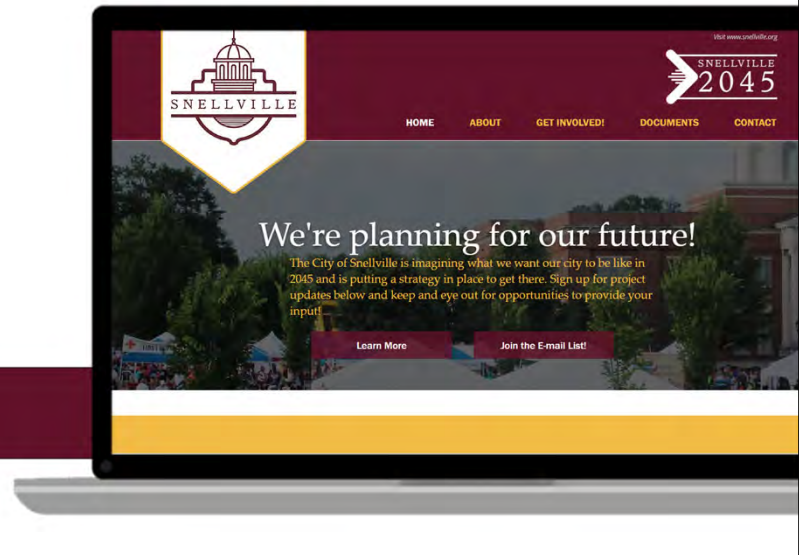 Visit www.snellville.org
SNELLVILLE
SNELLVILLE
2045
HOME ABOUT GET INVOLVED! DOCUMENTS CONTACT
We're planning for our future!
The City of Snellville is imagining what we want our city to be like in
2045 and is putting a strategy in place to get there. Sign up for project
updates below and keep and eye out for opportunities to provide your
input!
Learn More Join the E-mail List!